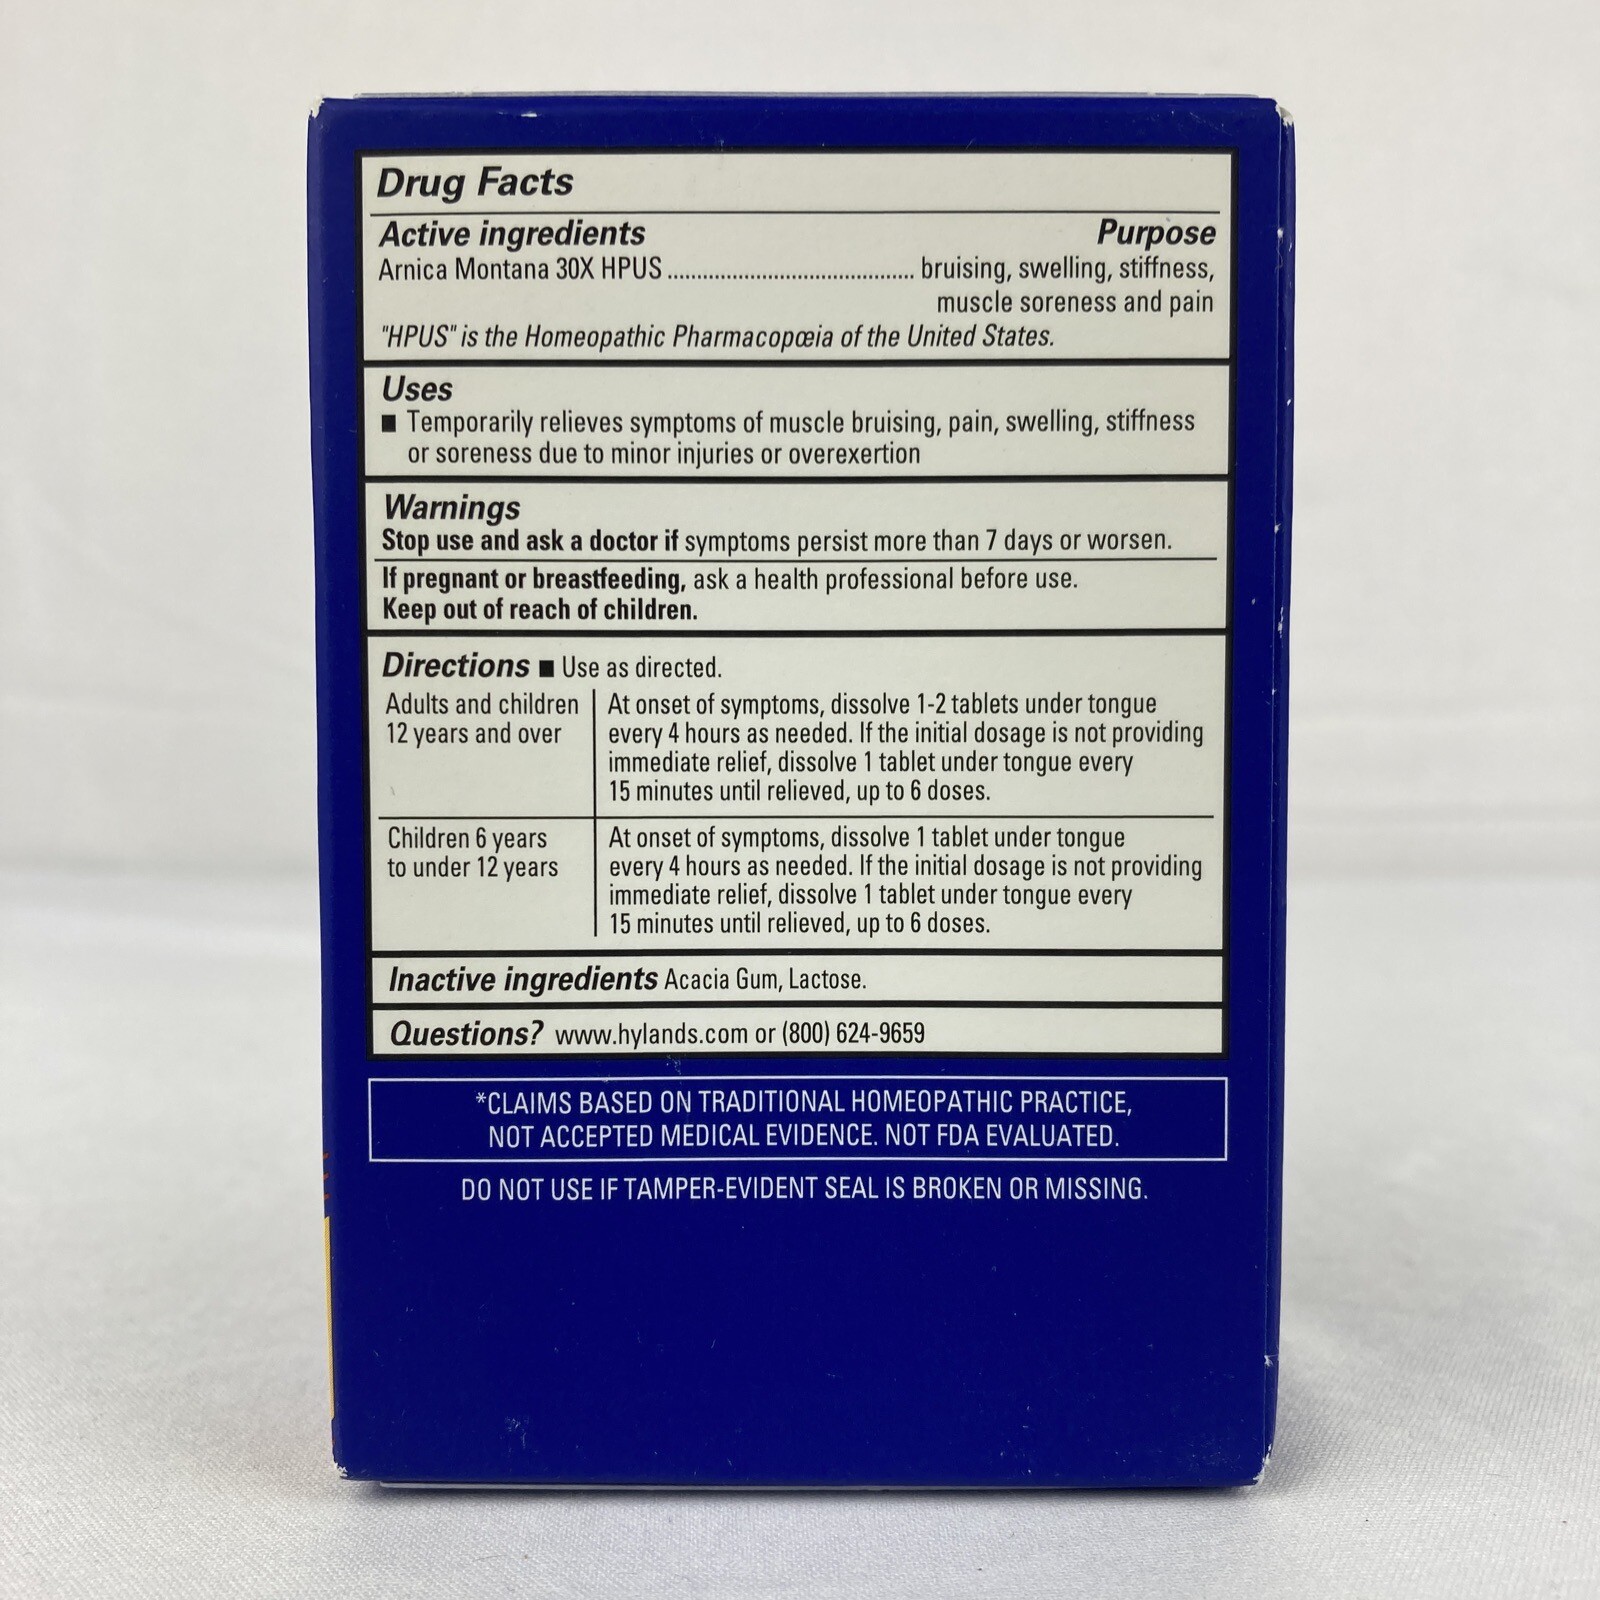 Drug Facts
Active ingredients Purpose
Arnica Montana 30X HPUS ........................................ bruising, swelling, stiffness,
muscle soreness and pain
"HPUS" is the Homeopathic Pharmacopœia of the United States.
Uses
■ Temporarily relieves symptoms of muscle bruising, pain, swelling, stiffness
or soreness due to minor injuries or overexertion
Warnings
Stop use and ask a doctor if symptoms persist more than 7 days or worsen.
If pregnant or breastfeeding, ask a health professional before use.
Keep out of reach of children.
Directions ■ Use as directed.
Adults and children
12 years and over
At onset of symptoms, dissolve 1-2 tablets under tongue
every 4 hours as needed. If the initial dosage is not providing
immediate relief, dissolve 1 tablet under tongue every
15 minutes until relieved, up to 6 doses.
Children 6 years
to under 12 years
At onset of symptoms, dissolve 1 tablet under tongue
every 4 hours as needed. If the initial dosage is not providing
immediate relief, dissolve 1 tablet under tongue every
15 minutes until relieved, up to 6 doses.
Inactive ingredients Acacia Gum, Lactose.
Questions? www.hylands.com or (800) 624-9659
*CLAIMS BASED ON TRADITIONAL HOMEOPATHIC PRACTICE,
NOT ACCEPTED MEDICAL EVIDENCE. NOT FDA EVALUATED.
DO NOT USE IF TAMPER-EVIDENT SEAL IS BROKEN OR MISSING.